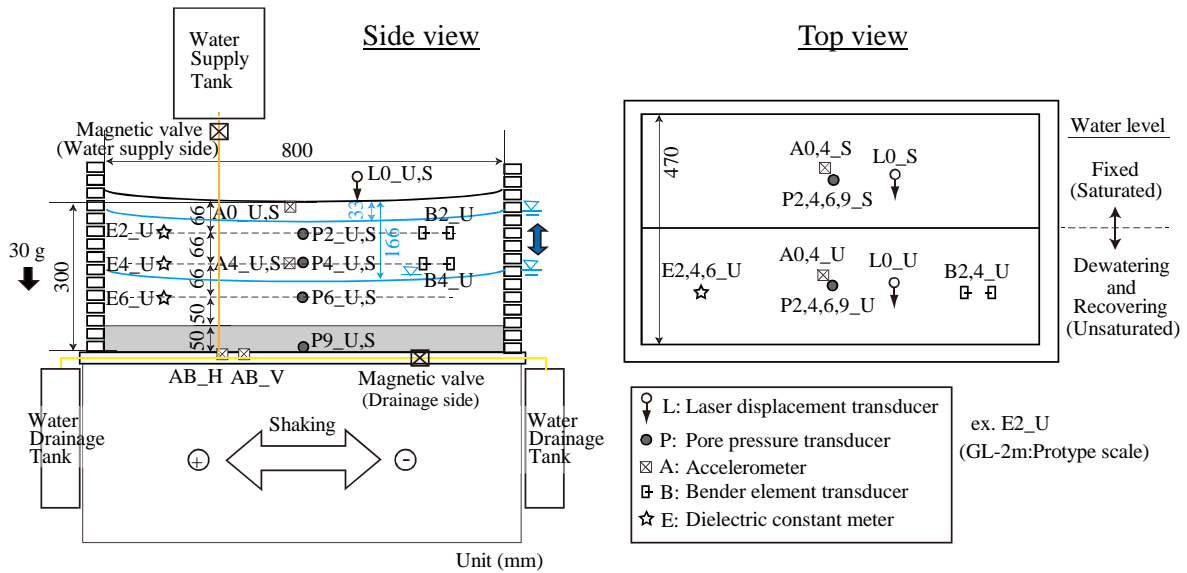 Side view
Top view
Water
Supply
Tank
Magnetic valve
(Water supply side)
800
L0_U,S
A0_U,S
33
B2_U
E2_U
66
P2_U,S
166
66
30 g
E4_U
A4_U,S
P4_U,S
B4_U
300
66
E6_U
P6_U,S
50
50
P9_U,S
AB_H
AB_V
Magnetic valve
(Drainage side)
Water
Drainage
Tank
Water
Drainage
Tank
Shaking
+
-
Unit (mm)
470
A0,4_S
L0_S
P2,4,6,9_S
A0,4_U
L0_U
E2,4,6_U
B2,4_U
P2,4,6,9_U
Water level
Fixed
(Saturated)
Dewatering
and
Recovering
(Unsaturated)
L: Laser displacement transducer
P: Pore pressure transducer
A: Accelerometer
B: Bender element transducer
E: Dielectric constant meter
ex. E2_U
(GL-2m:Protype scale)